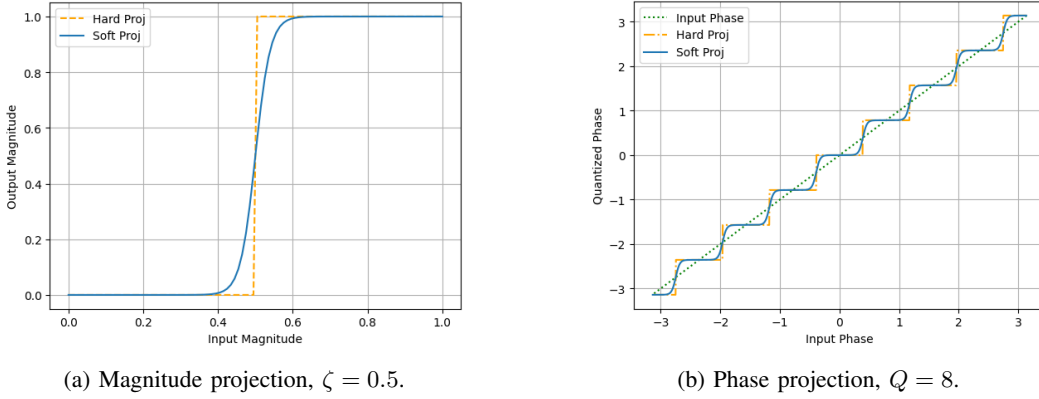 Hard Proj
Soft Proj
1.0
0.8
0.6
0.4
0.2
0.0
Output Magnitude
0.0 0.2 0.4 0.6 0.8 1.0
Input Magnitude
(a) Magnitude projection, ζ = 0.5.
Input Phase
Hard Proj
Soft Proj
3
2
1
0
−1
−2
−3
Quantized Phase
−3 −2 −1 0 1 2 3
Input Phase
(b) Phase projection, Q = 8.